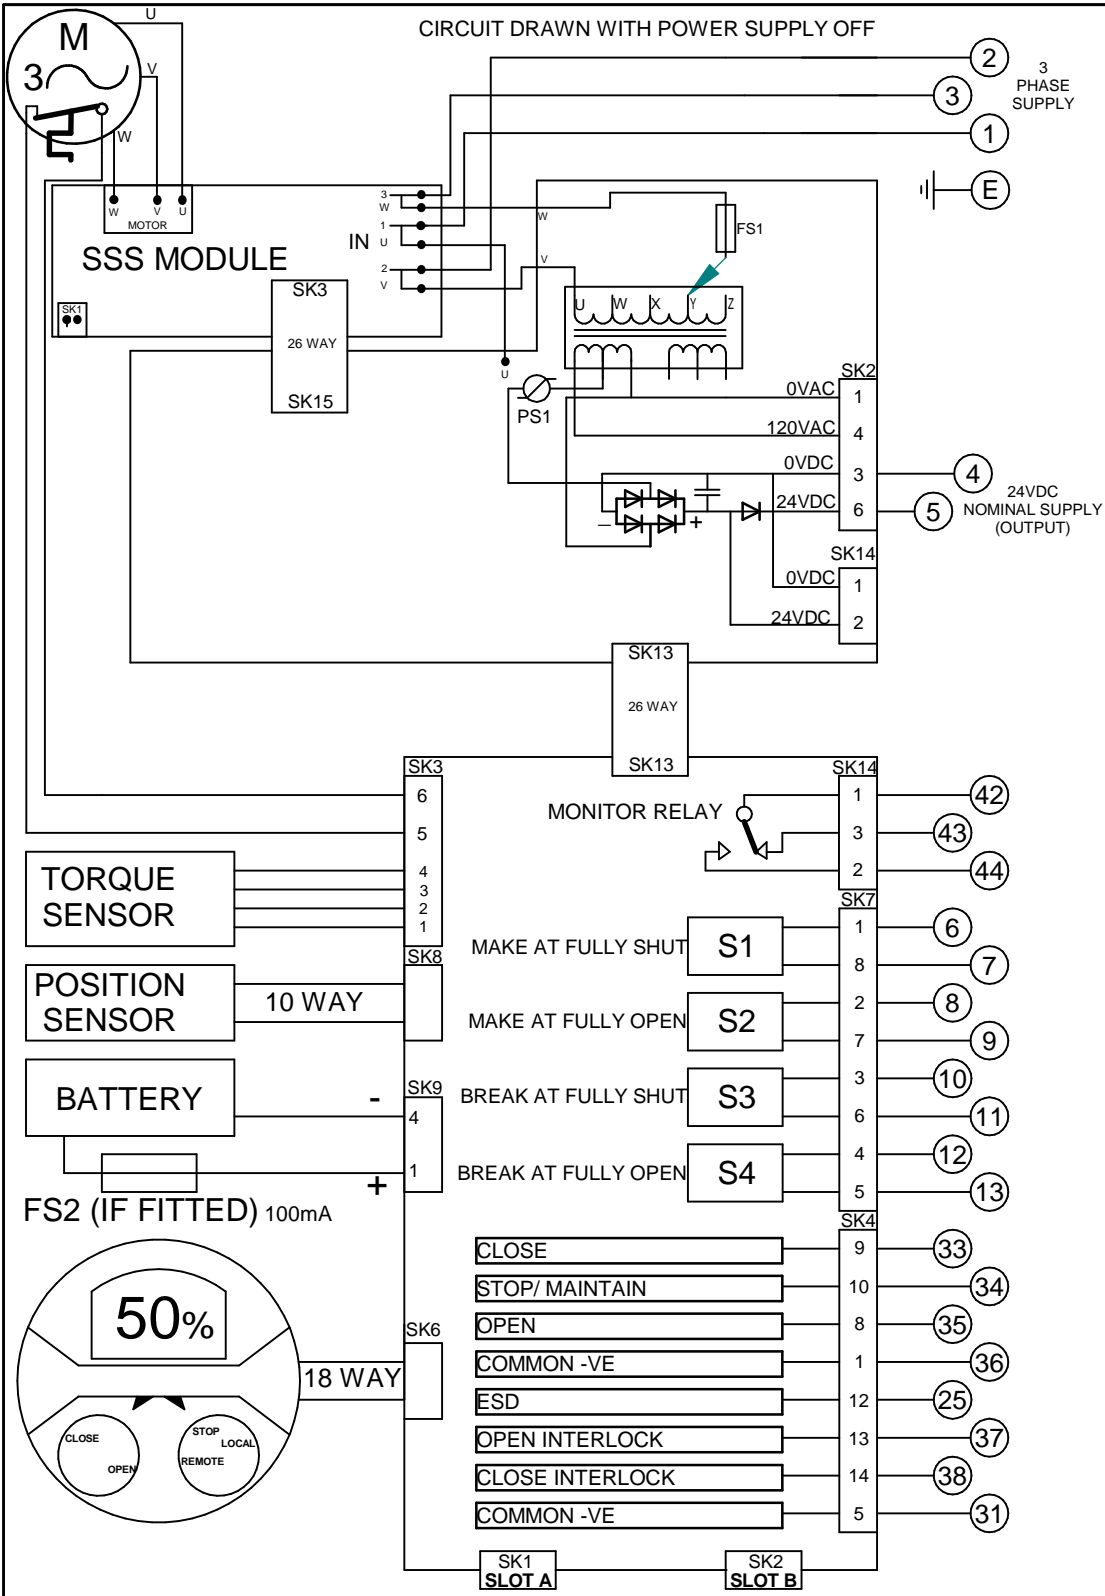 CIRCUIT DRAWN WITH POWER SUPPLY OFF
M
3
U
V
W
2
3
PHASE
SUPPLY
3
1
E
W V U
MOTOR
SSS MODULE
IN
3
W
1
U
2
V
W
V
FS1
SK1
SK3
26 WAY
SK15
U W X Y Z
U
PS1
SK2
0VAC 1
120VAC 4
0VDC 3 4
24VDC 6 5
24VDC
NOMINAL SUPPLY
(OUTPUT)
– +
SK14
0VDC 1
24VDC 2
SK13
26 WAY
SK13
SK3
6
5
4
3
2
1
TORQUE
SENSOR
SK8
POSITION
SENSOR
10 WAY
SK9
BATTERY
-
4
1
+
FS2 (IF FITTED) 100mA
50%
CLOSE
OPEN
STOP
LOCAL
REMOTE
18 WAY
SK6
MONITOR RELAY
SK14
1 42
3 43
2 44
SK7
MAKE AT FULLY SHUT S1
1 6
8 7
MAKE AT FULLY OPEN S2
2 8
7 9
BREAK AT FULLY SHUT S3
3 10
6 11
BREAK AT FULLY OPEN S4
4 12
5 13
SK4
CLOSE 9 33
STOP/ MAINTAIN 10 34
OPEN 8 35
COMMON -VE 1 36
ESD 12 25
OPEN INTERLOCK 13 37
CLOSE INTERLOCK 14 38
COMMON -VE 5 31
SK1
SLOT A
SK2
SLOT B